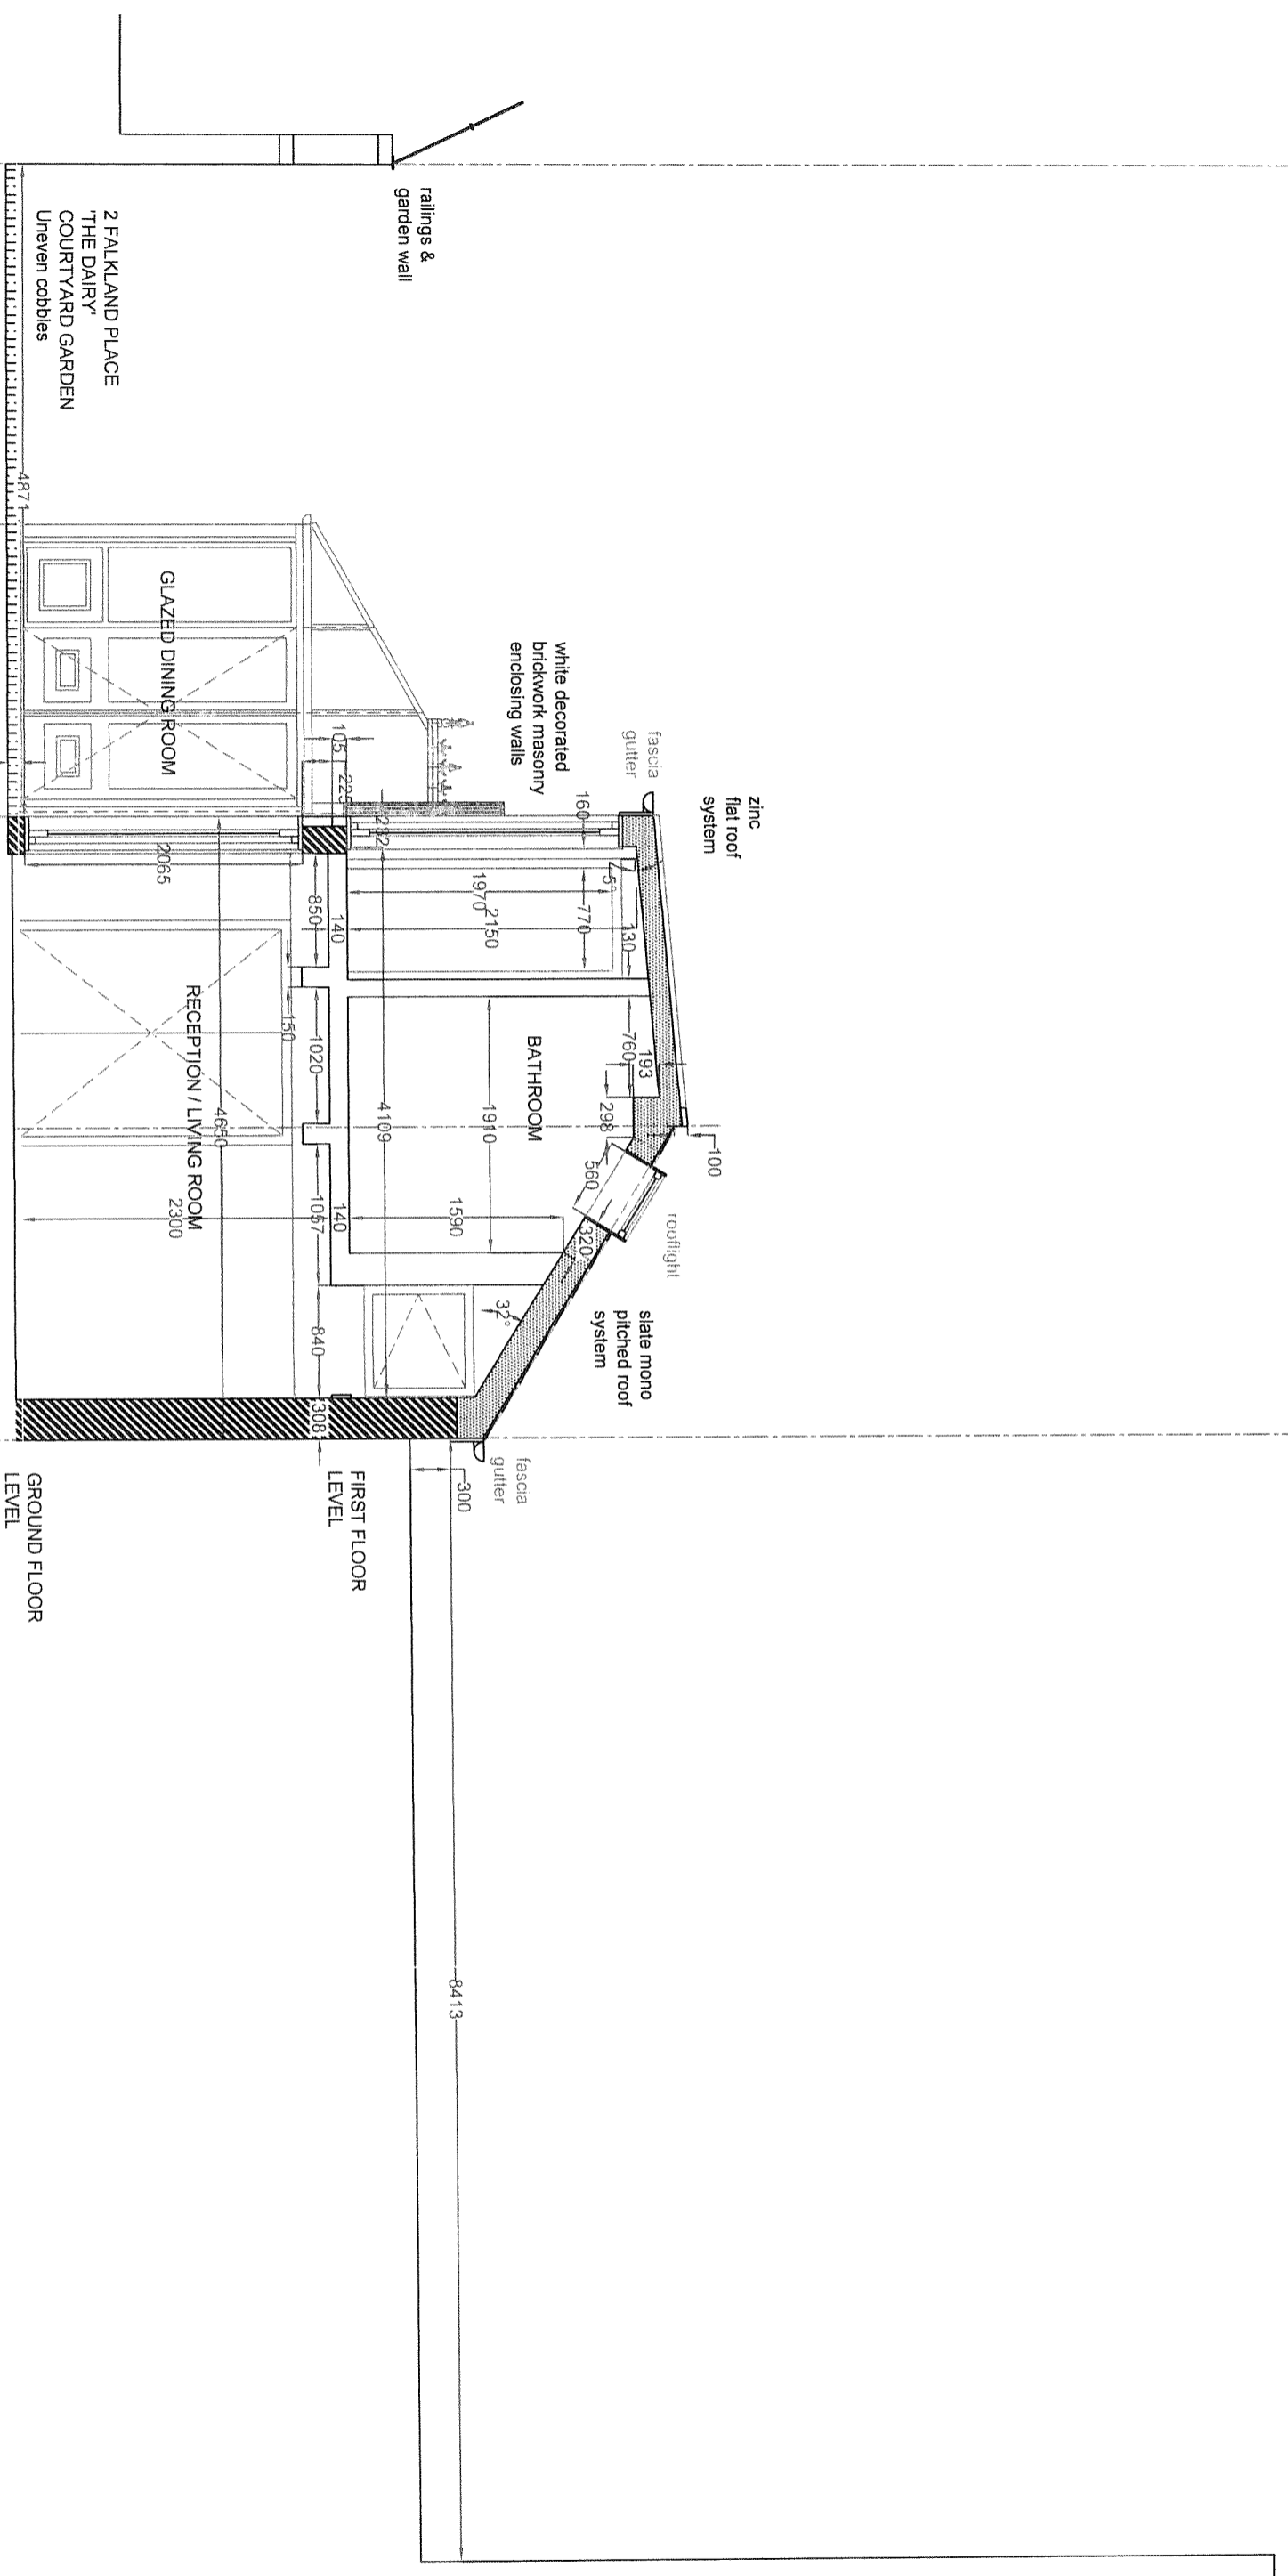 railings &
garden wall
2 FALKLAND PLACE
'THE DAIRY'
COURTYARD GARDEN
Uneven cobbles
4871
GLAZED DINING ROOM
white decorated
brickwork masonry
enclosing walls
fascia
gutter
zinc
flat roof
system
105
225
232
160
2065
850
140
1970
2150
770
5°
130
RECEPTION / LIVING ROOM
4650
2300
150
1020
4109
1910
BATHROOM
760
193
298
100
560
320
rooflight
1057
140
1590
32°
slate mono
pitched roof
system
840
308
fascia
gutter
300
FIRST FLOOR
LEVEL
GROUND FLOOR
LEVEL
8413